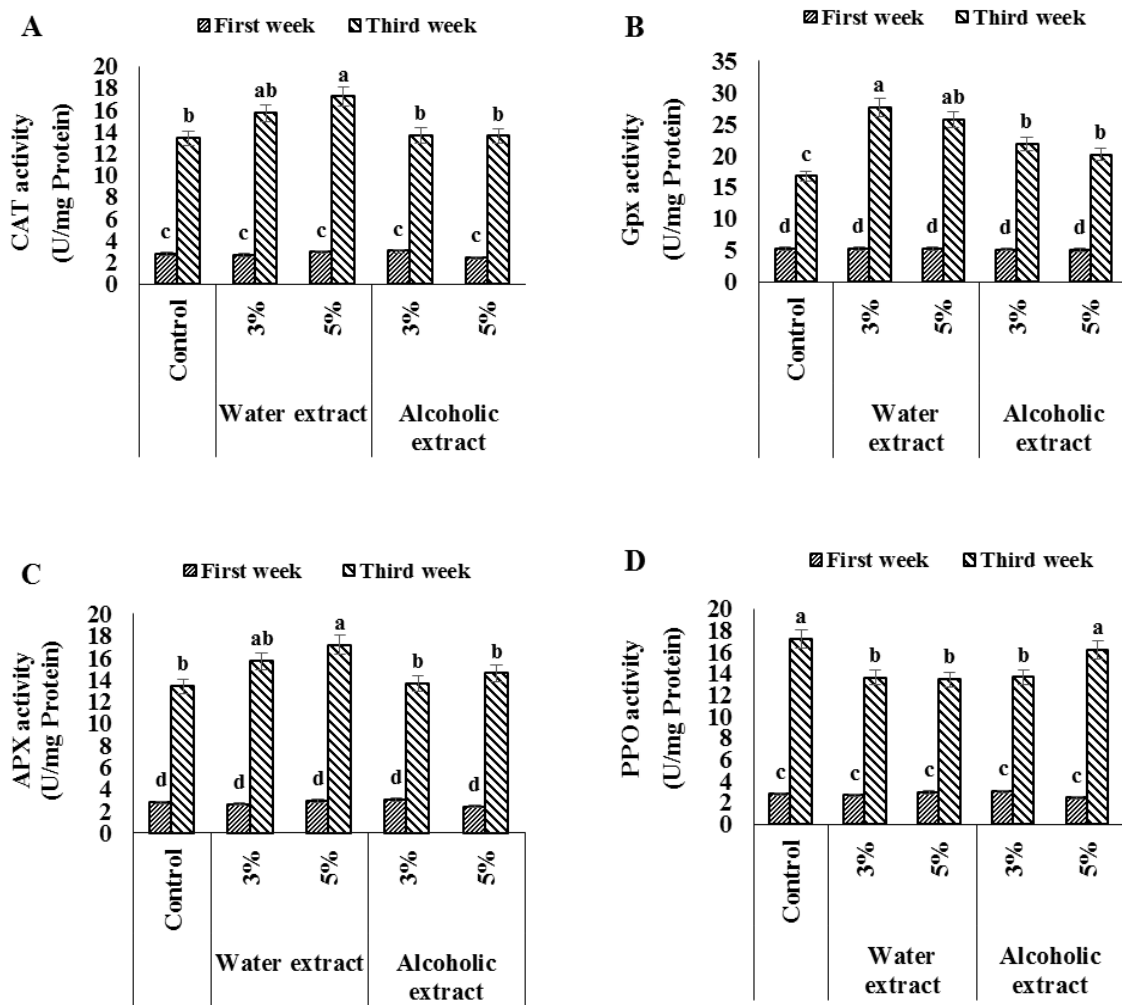 A
First week Third week
CAT activity
(U/mg Protein)
20
18
16
14
12
10
8
6
4
2
0
c b c ab c a c b c b
Control 3% 5% 3% 5%
Water extract Alcoholic
extract
B
First week Third week
Gpx activity
(U/mg Protein)
35
30
25
20
15
10
5
0
d c d a d ab d b d b
Control 3% 5% 3% 5%
Water
extract
Alcoholic
extract
C
First week Third week
APX activity
(U/mg Protein)
20
18
16
14
12
10
8
6
4
2
0
d b d ab d a d b d b
Control 3% 5% 3% 5%
Water extract Alcoholic
extract
D
First week Third week
PPO activity
(U/mg Protein)
20
18
16
14
12
10
8
6
4
2
0
c a c b c b c b c a
Control 3% 5% 3% 5%
Water
extract
Alcoholic
extract